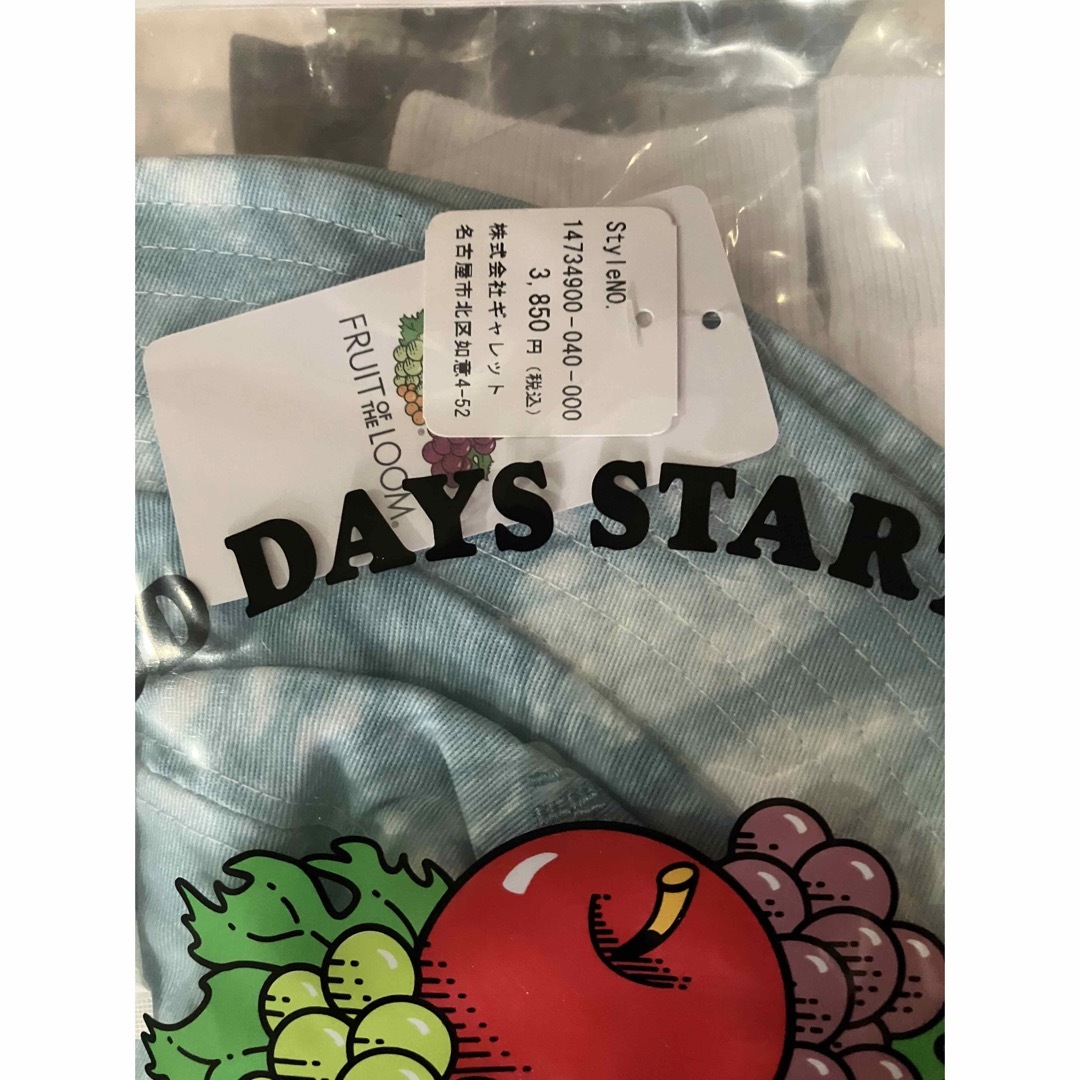 StyleNO.
14734900-040-000
3,850円(税込)
株式会社ギャレット
名古屋市北区如意4-52
FRUIT OF THE LOOM®
DAYS STAR